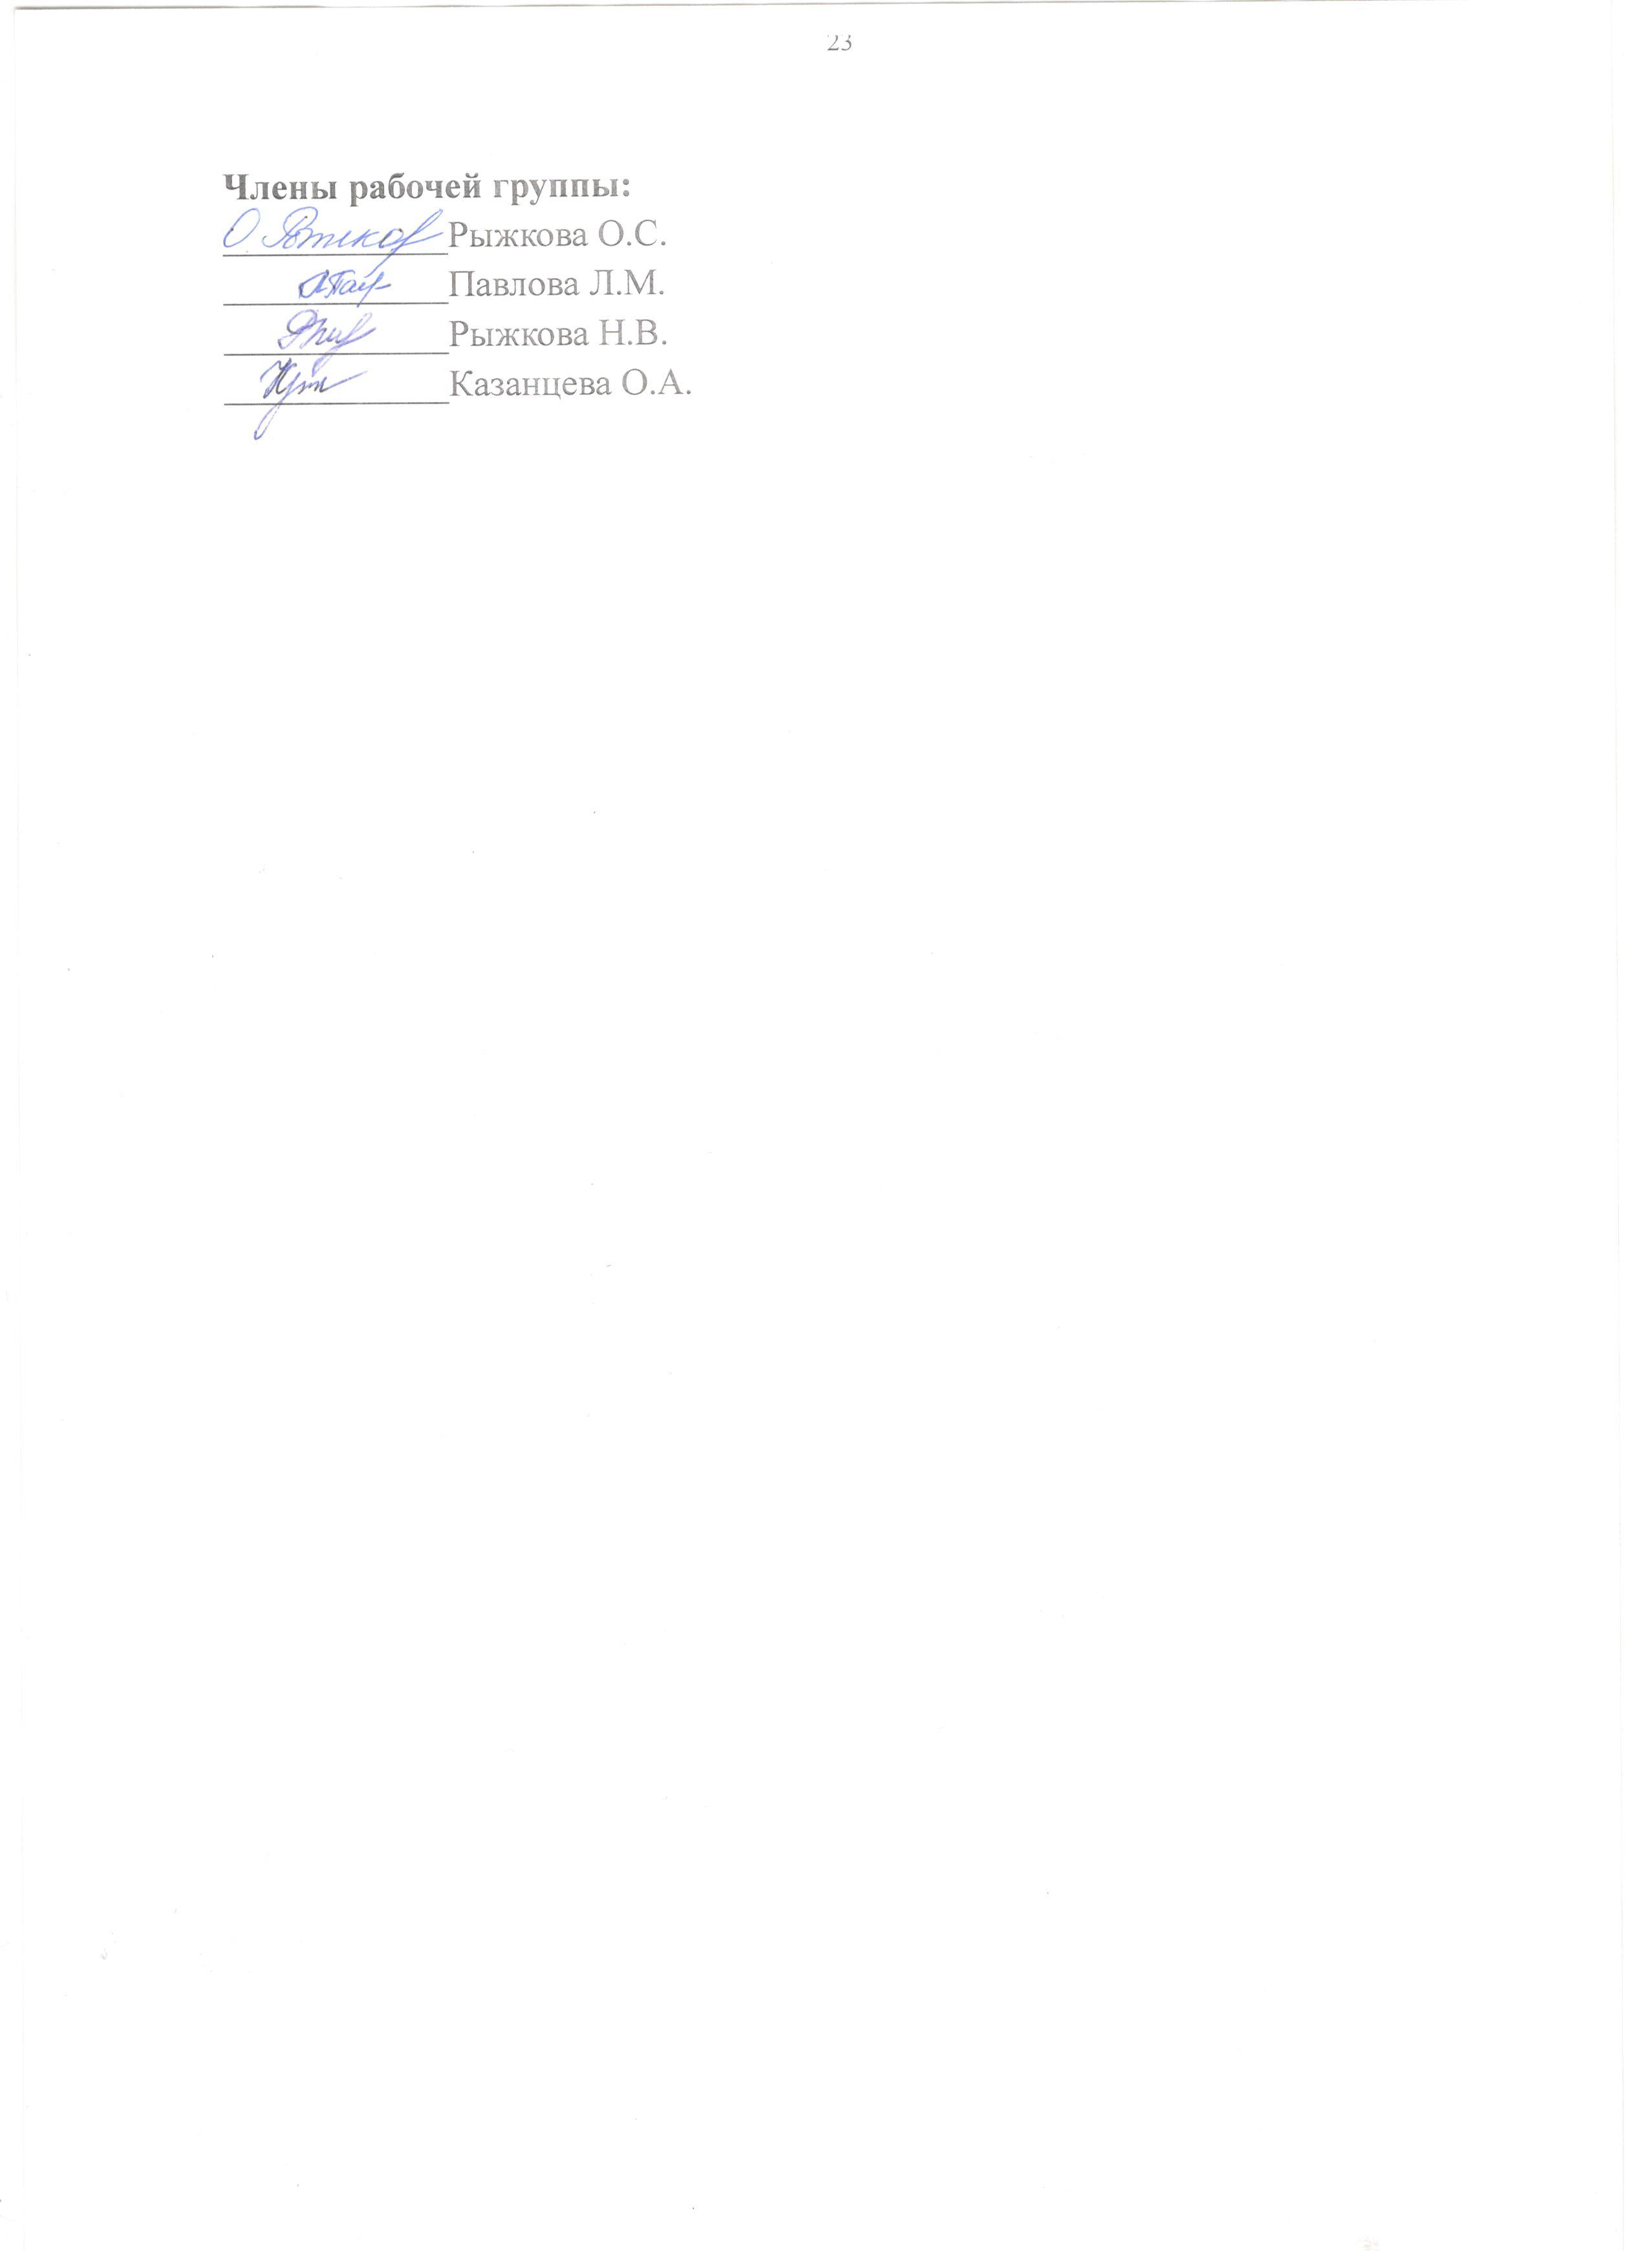 23
Члены рабочей группы:
Рыжкова О.С.
Павлова Л.М.
Рыжкова Н.В.
Казанцева О.А.